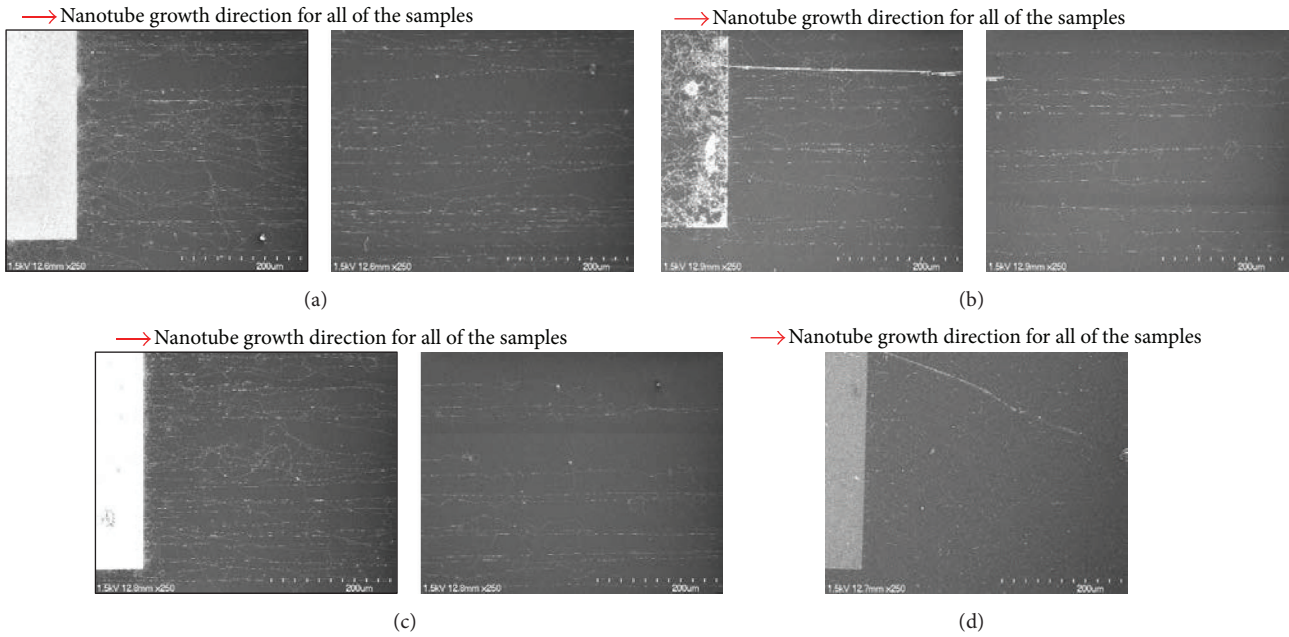 Nanotube growth direction for all of the samples
Nanotube growth direction for all of the samples
1.5kV 12.6mm x250
200um
1.5kV 12.6mm x250
200um
1.5kV 12.9mm x250
200um
1.5kV 12.9mm x250
200um
(a)
(b)
Nanotube growth direction for all of the samples
Nanotube growth direction for all of the samples
1.5kV 12.8mm x250
200um
1.5kV 12.8mm x250
200um
1.5kV 12.7mm x250
200um
(c)
(d)